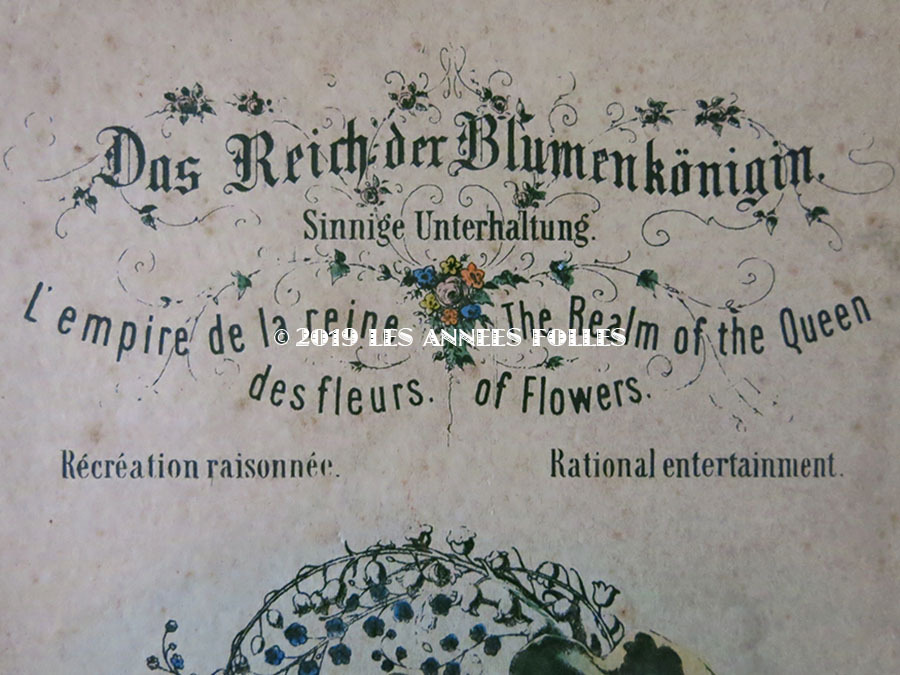 Das Reich der Blumenkönigin.
Sinnige Unterhaltung.
L'empire de la reine
des fleurs.
The Realm of the Queen
of Flowers.
© 2019 LES ANNEES FOLLES
Récréation raisonnée.
Rational entertainment.